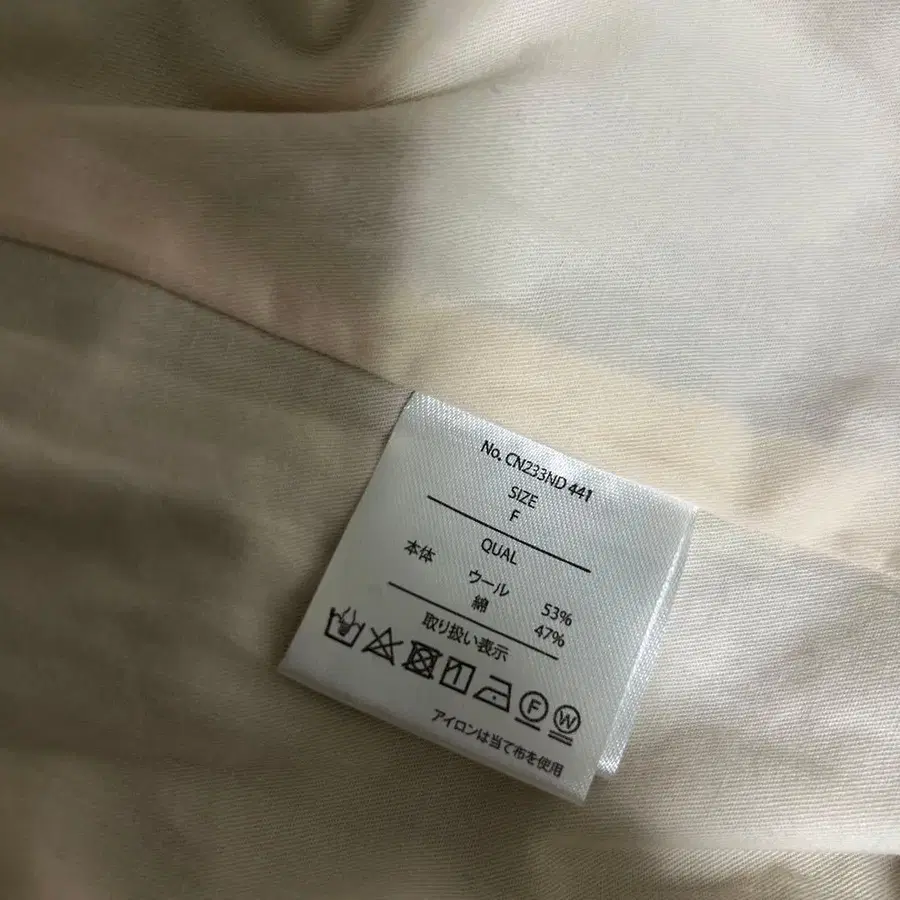 No. CN233ND 441
SIZE
F
QUAL
本体 ウール 53%
綿 47%
取り扱い表示
F W
アイロンは当て布を使用